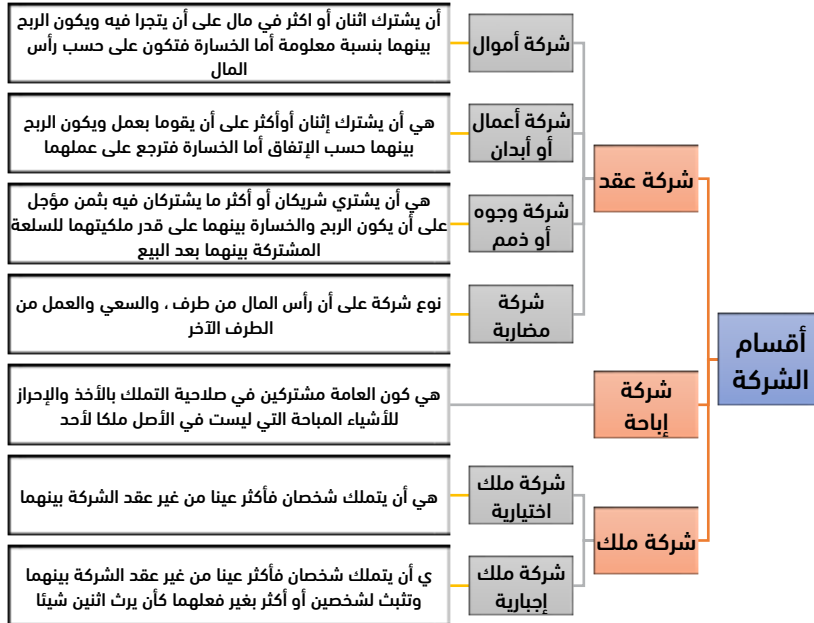 أقسام
الشركة
شركة عقد
شركة أموال
أن يشترك اثنان أو اكثر في مال على أن يتجرا فيه ويكون الربح
بينهما بنسبة معلومة أما الخسارة فتكون على حسب رأس
المال
شركة أعمال
أو أبدان
هي أن يشترك إثنان أوأكثر على أن يقوما بعمل ويكون الربح
بينهما حسب الإتفاق أما الخسارة فترجع على عملهما
شركة وجوه
أو ذمم
هي أن يشتري شريكان أو أكثر ما يشتركان فيه بثمن مؤجل
على أن يكون الربح والخسارة بينهما على قدر ملكيتهما للسلعة
المشتركة بينهما بعد البيع
شركة
مضاربة
نوع شركة على أن رأس المال من طرف ، والسعي والعمل من
الطرف الآخر
شركة
إباحة
هي كون العامة مشتركين في صلاحية التملك بالأخذ والإحراز
للأشياء المباحة التي ليست في الأصل ملكا لأحد
شركة ملك
شركة ملك
اختيارية
هي أن يتملك شخصان فأكثر عينا من غير عقد الشركة بينهما
شركة ملك
إجبارية
ي أن يتملك شخصان فأكثر عينا من غير عقد الشركة بينهما
وتثبث لشخصين أو أكثر بغير فعلهما كأن يرث اثنين شيئا